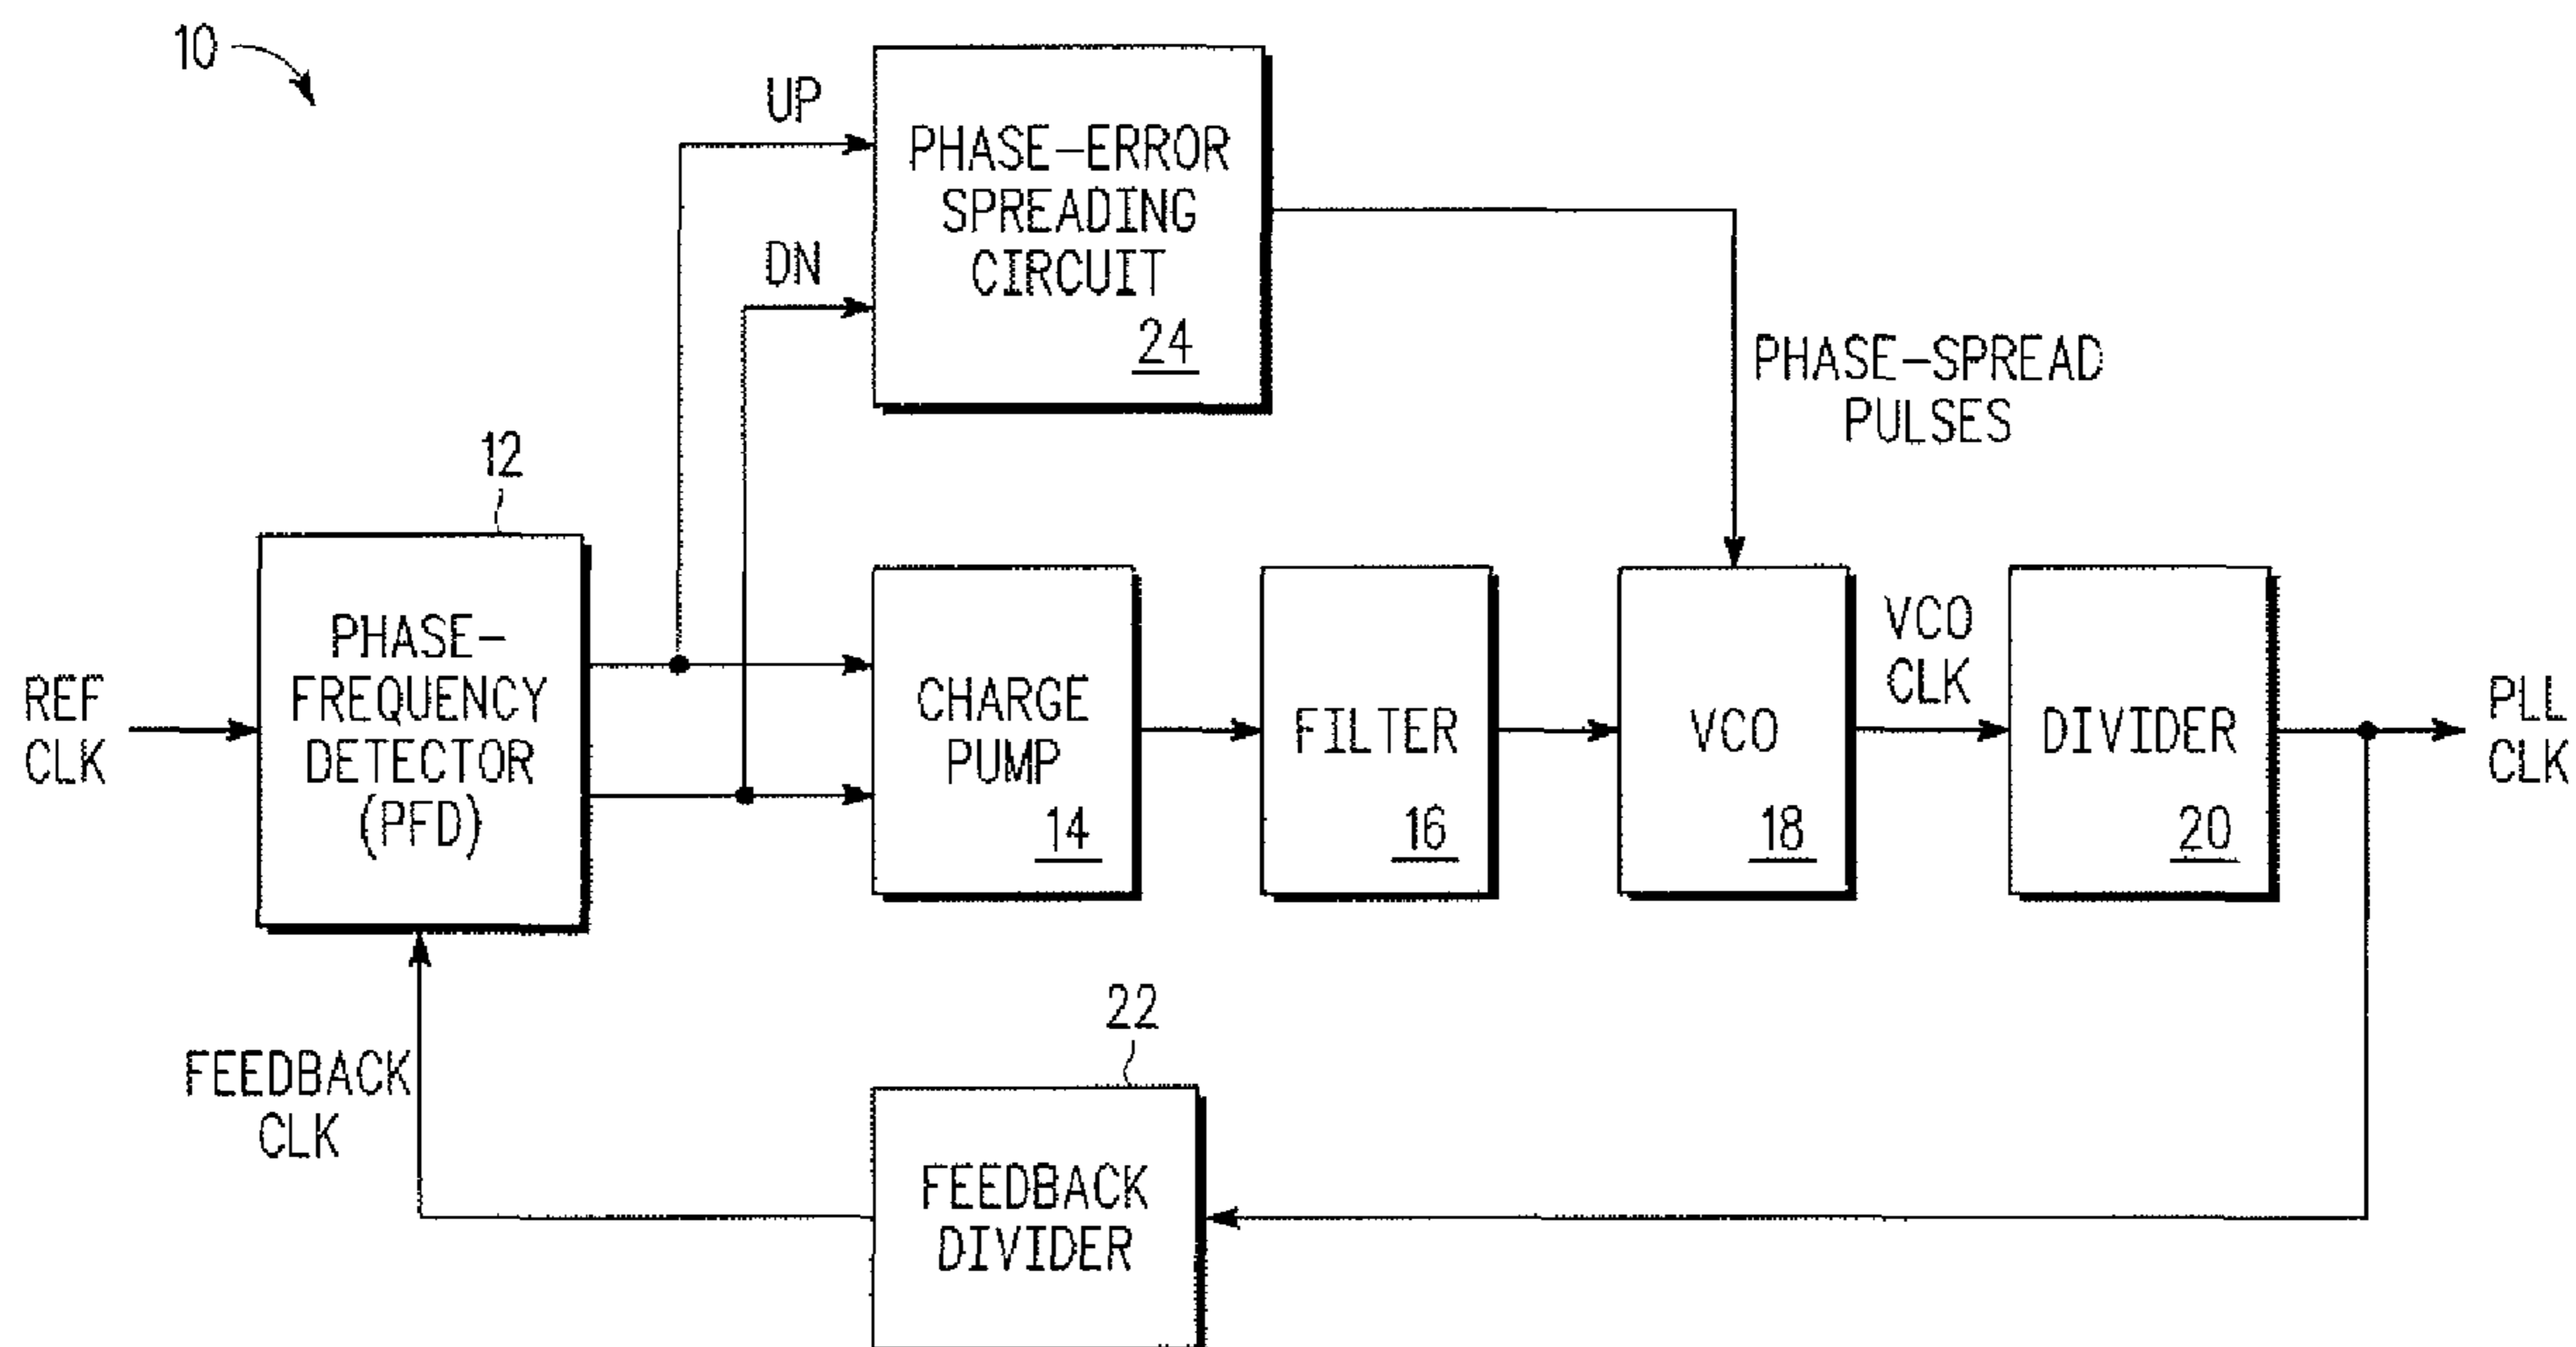 10
UP
DN
PHASE-ERROR
SPREADING
CIRCUIT
24
PHASE-SPREAD
PULSES
12
REF
CLK
PHASE-
FREQUENCY
DETECTOR
(PFD)
CHARGE
PUMP
14
FILTER
16
VCO
18
VCO
CLK
DIVIDER
20
PLL
CLK
FEEDBACK
CLK
22
FEEDBACK
DIVIDER